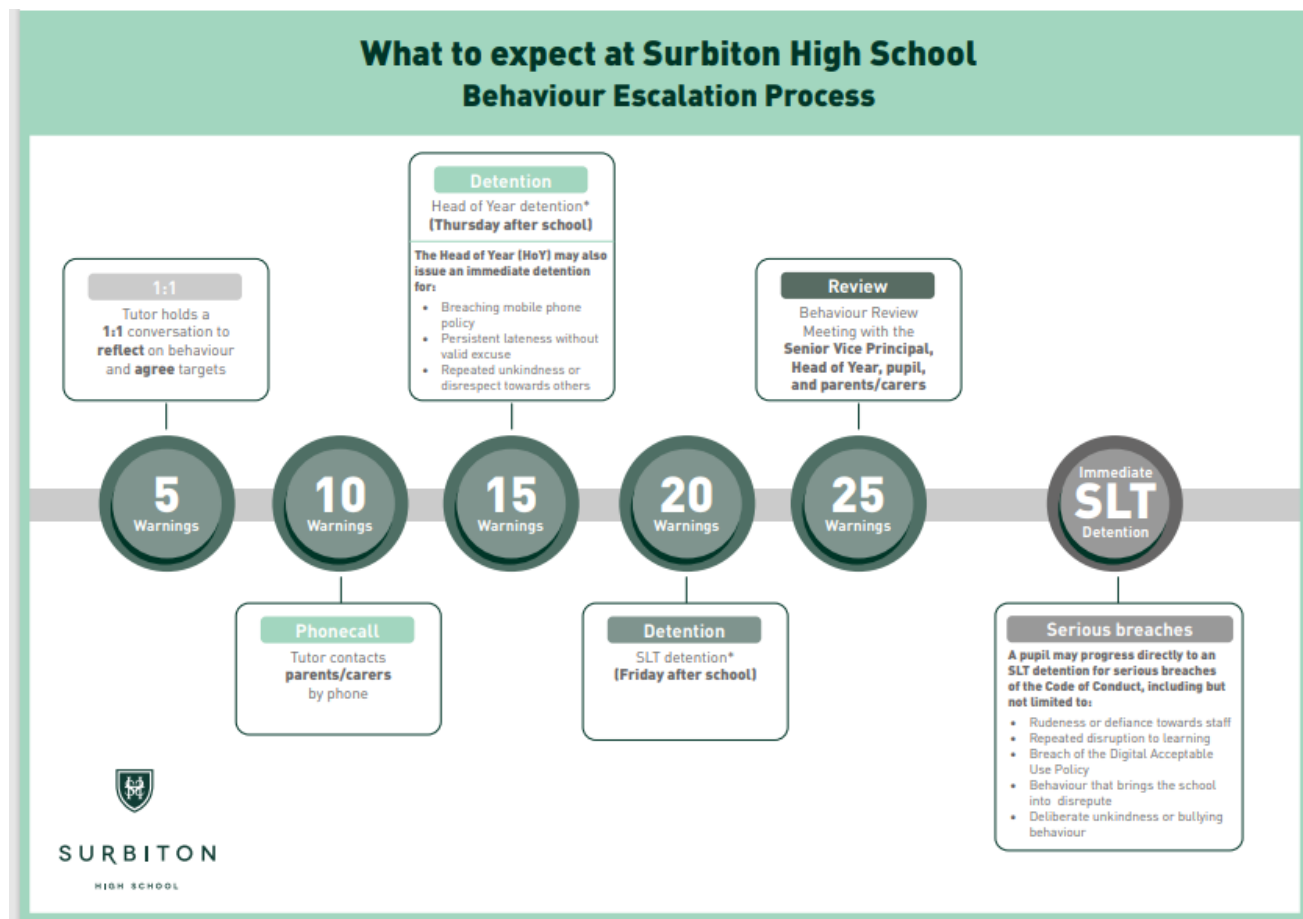 What to expect at Surbiton High School
Behaviour Escalation Process
1:1
Tutor holds a
1:1 conversation to
reflect on behaviour
and agree targets
5
Warnings
10
Warnings
Phonecall
Tutor contacts
parents/carers
by phone
Detention
Head of Year detention*
(Thursday after school)
The Head of Year (HoY) may also
issue an immediate detention
for:
• Breaching mobile phone
policy
• Persistent lateness without
valid excuse
• Repeated unkindness or
disrespect towards others
15
Warnings
20
Warnings
Detention
SLT detention*
(Friday after school)
Review
Behaviour Review
Meeting with the
Senior Vice Principal,
Head of Year, pupil,
and parents/carers
25
Warnings
Immediate
SLT
Detention
Serious breaches
A pupil may progress directly to an
SLT detention for serious breaches
of the Code of Conduct, including but
not limited to:
• Rudeness or defiance towards staff
• Repeated disruption to learning
• Breach of the Digital Acceptable
Use Policy
• Behaviour that brings the school
into disrepute
• Deliberate unkindness or bullying
behaviour
SURBITON
HIGH SCHOOL